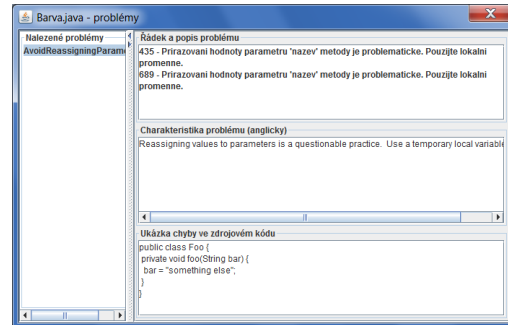 Barva.java - problémy
Nalezené problémy
AvoidReassigningParame
Řádek a popis problému
435 - Prirazovani hodnoty parametru 'nazev' metody je problematicke. Pouzijte lokalni
promenne.
689 - Prirazovani hodnoty parametru 'nazev' metody je problematicke. Pouzijte lokalni
promenne.
Charakteristika problému (anglicky)
Reassigning values to parameters is a questionable practice.  Use a temporary local variable
Ukázka chyby ve zdrojovém kódu
public class Foo {
private void foo(String bar) {
bar = "something else";
}
}